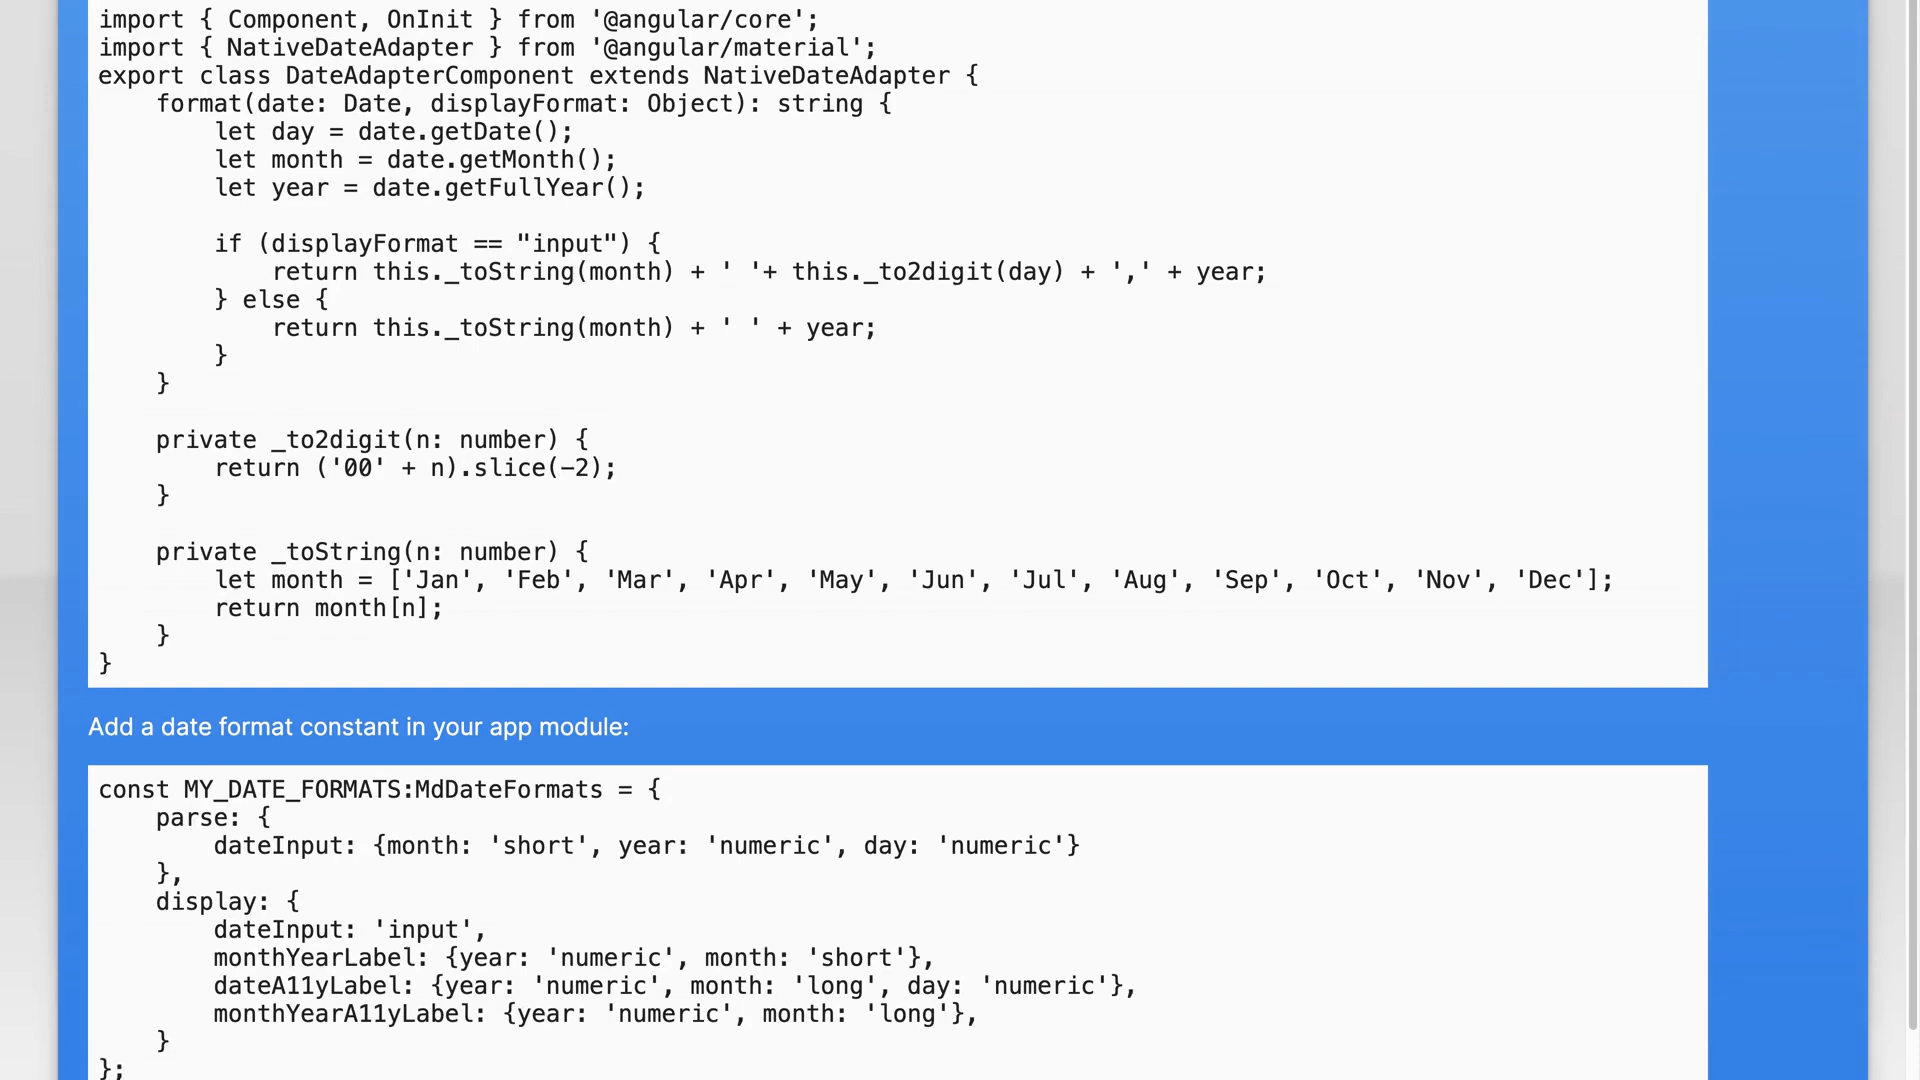 import { Component, OnInit } from '@angular/core';
import { NativeDateAdapter } from '@angular/material';
export class DateAdapterComponent extends NativeDateAdapter {
    format(date: Date, displayFormat: Object): string {
        let day = date.getDate();
        let month = date.getMonth();
        let year = date.getFullYear();

        if (displayFormat == "input") {
            return this._toString(month) + ' '+ this._to2digit(day) + ',' + year;
        } else {
            return this._toString(month) + ' ' + year;
        }
    }

    private _to2digit(n: number) {
        return ('00' + n).slice(-2);
    }

    private _toString(n: number) {
        let month = ['Jan', 'Feb', 'Mar', 'Apr', 'May', 'Jun', 'Jul', 'Aug', 'Sep', 'Oct', 'Nov', 'Dec'];
        return month[n];
    }
}
Add a date format constant in your app module:
const MY_DATE_FORMATS:MdDateFormats = {
    parse: {
        dateInput: {month: 'short', year: 'numeric', day: 'numeric'}
    },
    display: {
        dateInput: 'input',
        monthYearLabel: {year: 'numeric', month: 'short'},
        dateA11yLabel: {year: 'numeric', month: 'long', day: 'numeric'},
        monthYearA11yLabel: {year: 'numeric', month: 'long'},
    }
};